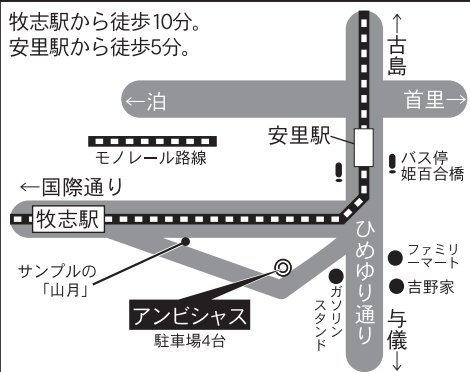 牧志駅から徒歩10分。
安里駅から徒歩5分。
↑
古島
←泊
首里→
安里駅
モノレール路線
バス停
姫百合橋
←国際通り
牧志駅
ひめゆり通り
サンプルの
「山月」
ファミリ
ーマート
吉野家
ガソリン
スタンド
アンビシャス
駐車場4台
与儀
↓